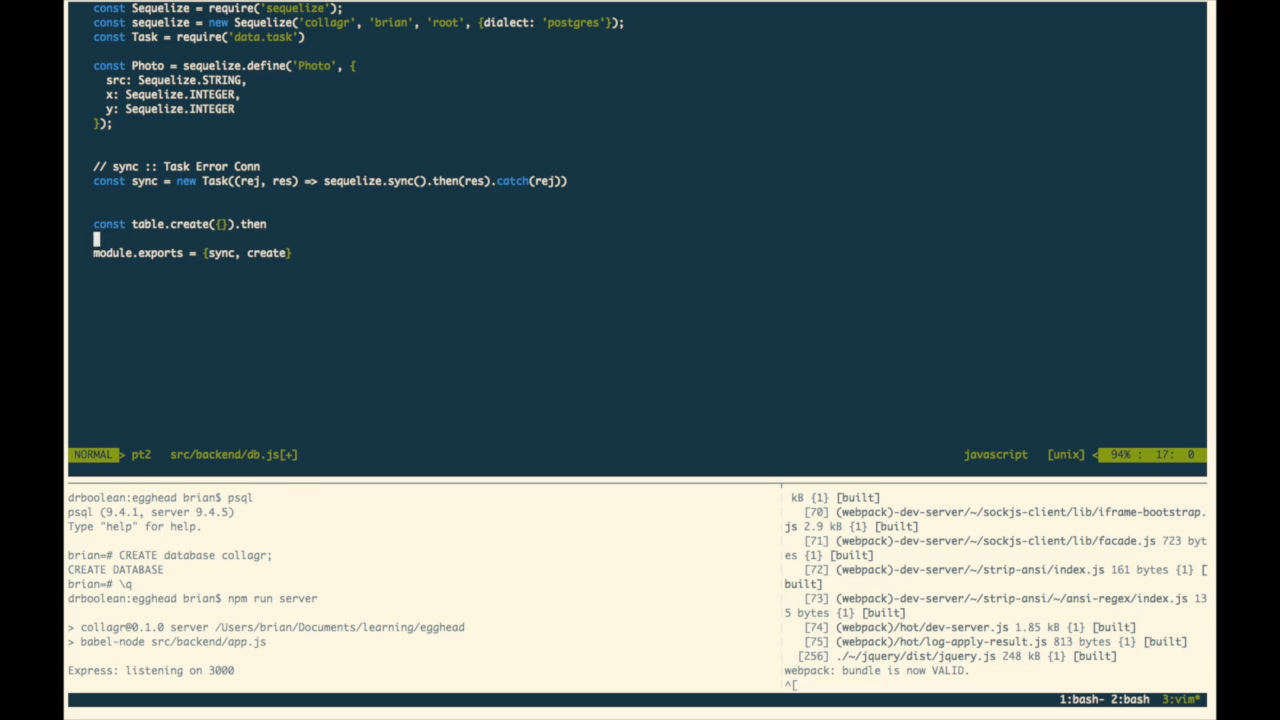 const Sequelize = require('sequelize');
const sequelize = new Sequelize('collagr', 'brian', 'root', {dialect: 'postgres'});
const Task = require('data.task')
const Photo = sequelize.define('Photo', {
src: Sequelize.STRING,
x: Sequelize.INTEGER,
y: Sequelize.INTEGER
});
// sync :: Task Error Conn
const sync = new Task((rej, res) => sequelize.sync().then(res).catch(rej))
const table.create({}).then
module.exports = {sync, create}
NORMAL > pt2 src/backend/db.js[+] javascript [unix] < 94% : 17: 0
drboolean:egghead brian$ psql
psql (9.4.1, server 9.4.5)
Type "help" for help.
brian=# CREATE database collagr;
CREATE DATABASE
brian=# \q
drboolean:egghead brian$ npm run server
> collagr@0.1.0 server /Users/brian/Documents/learning/egghead
> babel-node src/backend/app.js
Express: listening on 3000
kB {1} [built]
[70] (webpack)-dev-server/~/sockjs-client/lib/iframe-bootstrap.
js 2.9 kB {1} [built]
[71] (webpack)-dev-server/~/sockjs-client/lib/facade.js 723 byt
es {1} [built]
[72] (webpack)-dev-server/~/strip-ansi/index.js 161 bytes {1} [
built]
[73] (webpack)-dev-server/~/strip-ansi/~/ansi-regex/index.js 13
5 bytes {1} [built]
[74] (webpack)/hot/dev-server.js 1.85 kB {1} [built]
[75] (webpack)/hot/log-apply-result.js 813 bytes {1} [built]
[256] ./~/jquery/dist/jquery.js 248 kB {1} [built]
webpack: bundle is now VALID.
^[
1:bash- 2:bash 3:vim*